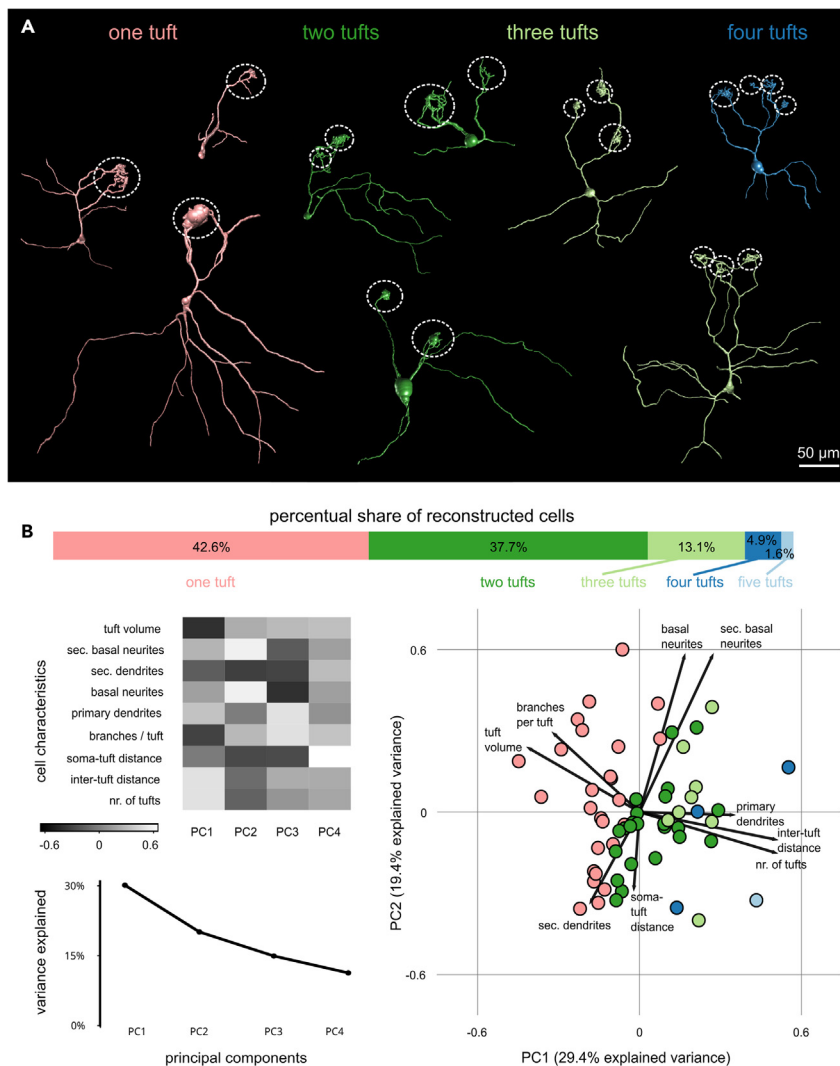 A
one tuft
two tufts
three tufts
four tufts
50 µm
B
percentual share of reconstructed cells
42.6%
37.7%
13.1%
4.9%
1.6%
one tuft
two tufts
three tufts
four tufts
five tufts
cell characteristics
tuft volume
sec. basal neurites
sec. dendrites
basal neurites
primary dendrites
branches / tuft
soma-tuft distance
inter-tuft distance
nr. of tufts
PC1
PC2
PC3
PC4
-0.6
0
0.6
variance explained
30%
15%
0%
PC1
PC2
PC3
PC4
principal components
PC2 (19.4% explained variance)
0.6
0
-0.6
basal
neurites
sec. basal
neurites
branches
per tuft
tuft
volume
primary
dendrites
inter-tuft
distance
nr. of tufts
sec. dendrites
soma-
tuft
distance
-0.6
0
0.6
PC1 (29.4% explained variance)